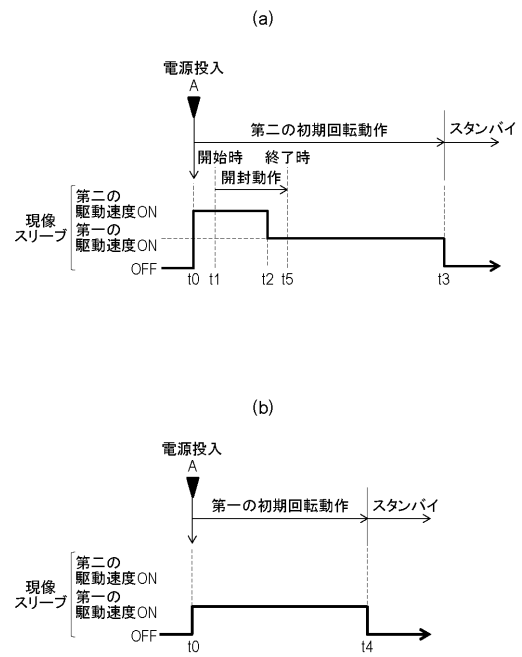 (a)
電源投入
A
第二の初期回転動作
スタンバイ
開始時
終了時
開封動作
現像
スリーブ
第二の
駆動速度ON
第一の
駆動速度ON
OFF
t0
t1
t2
t5
t3
(b)
電源投入
A
第一の初期回転動作
スタンバイ
現像
スリーブ
第二の
駆動速度ON
第一の
駆動速度ON
OFF
t0
t4